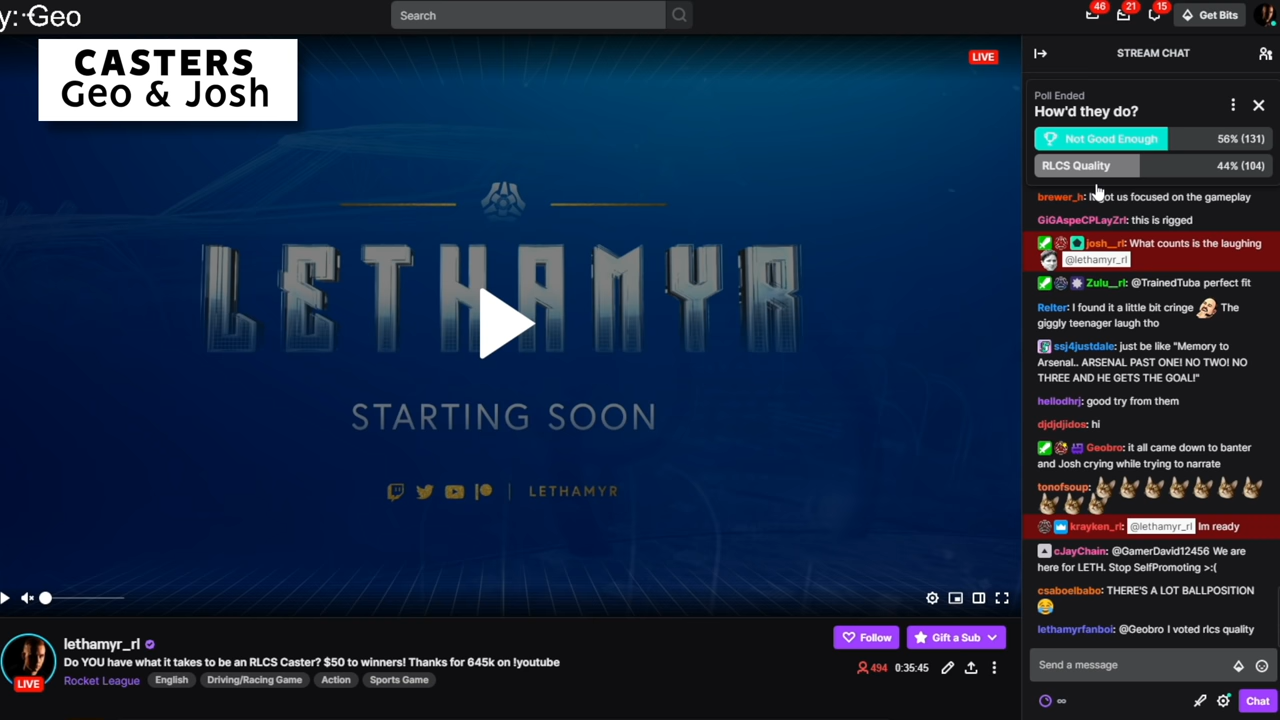 y: Geo
Search
46
21
15
Get Bits
CASTERS
Geo & Josh
LIVE
LETHAMYR
STARTING SOON
LETHAMYR
lethamyr_rl
Do YOU have what it takes to be an RLCS Caster? $50 to winners! Thanks for 645k on !youtube
Rocket League
English
Driving/Racing Game
Action
Sports Game
LIVE
Follow
Gift a Sub
494
0:35:45
STREAM CHAT
Poll Ended
How'd they do?
Not Good Enough
56% (131)
RLCS Quality
44% (104)
brewer_h: got us focused on the gameplay
GiGAspeCPLayZrl: this is rigged
josh__rl: What counts is the laughing
@lethamyr_rl
Zulu__rl: @TrainedTuba perfect fit
Relter: I found it a little bit cringe The
giggly teenager laugh tho
ssj4justdale: just be like "Memory to
Arsenal.. ARSENAL PAST ONE! NO TWO! NO
THREE AND HE GETS THE GOAL!"
hellodhrj: good try from them
djdjdjidos: hi
Geobro: it all came down to banter
and Josh crying while trying to narrate
tonofsoup:
krayken_rl: @lethamyr_rl Im ready
cJayChain: @GamerDavid12456 We are
here for LETH. Stop SelfPromoting >:(
csaboelbabo: THERE'S A LOT BALLPOSITION
lethamyrfanboi: @Geobro I voted rlcs quality
Send a message
Chat